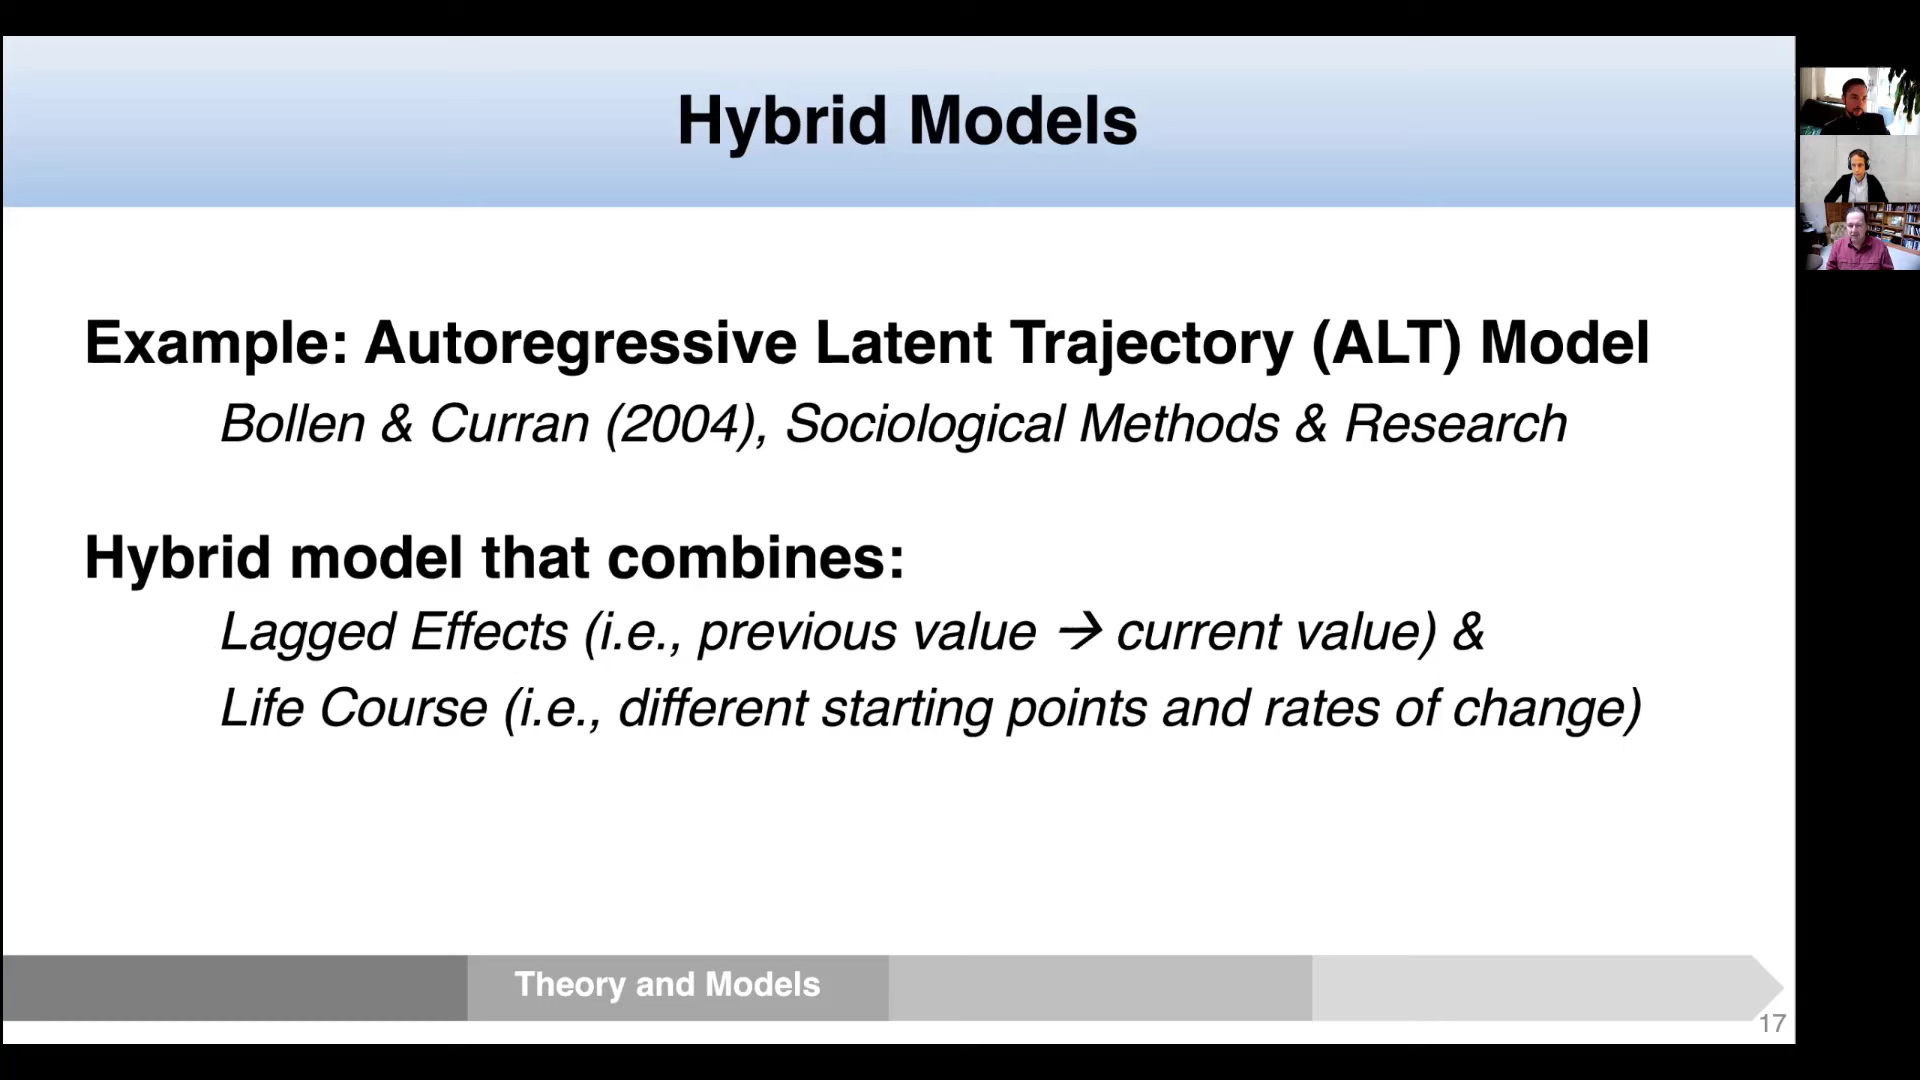 Hybrid Models
Example: Autoregressive Latent Trajectory (ALT) Model
Bollen & Curran (2004), Sociological Methods & Research
Hybrid model that combines:
Lagged Effects (i.e., previous value → current value) &
Life Course (i.e., different starting points and rates of change)
Theory and Models
17